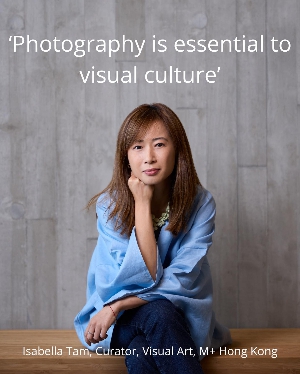 ‘Photography is essential to
visual culture’
Isabella Tam, Curator, Visual Art, M+ Hong Kong